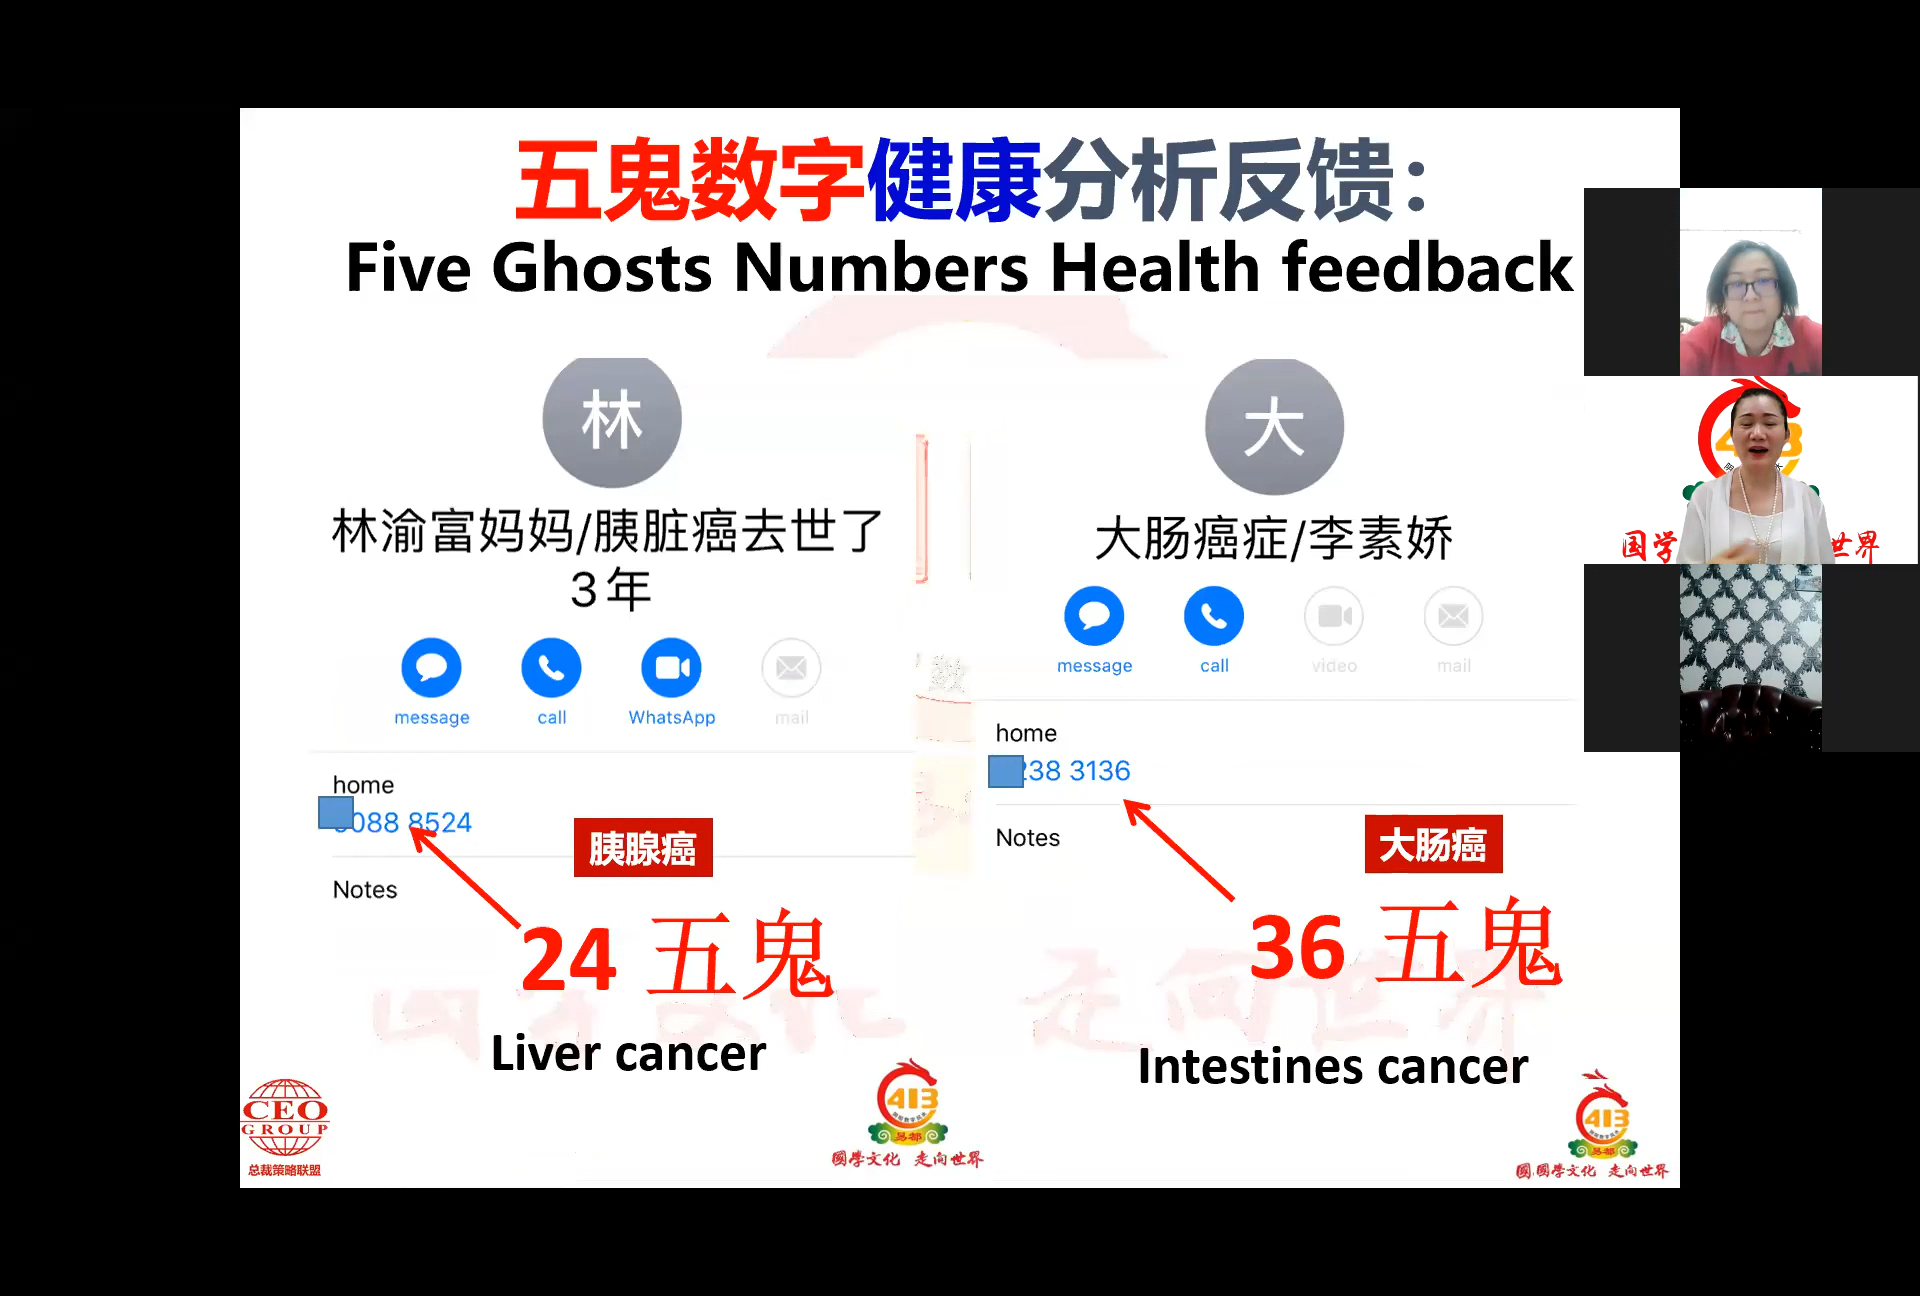 五鬼数字健康分析反馈:
Five Ghosts Numbers Health feedback
林
林渝富妈妈/胰脏癌去世了
3年
message call WhatsApp mail
home
088 8524
Notes
胰腺癌
24 五鬼
Liver cancer
大
大肠癌症/李素娇
message call video mail
home
238 3136
Notes
大肠癌
36 五鬼
Intestines cancer
CEO
GROUP
总裁策略联盟
413
易都
國學文化 走向世界
413
易都
國學文化 走向世界
国学 世界